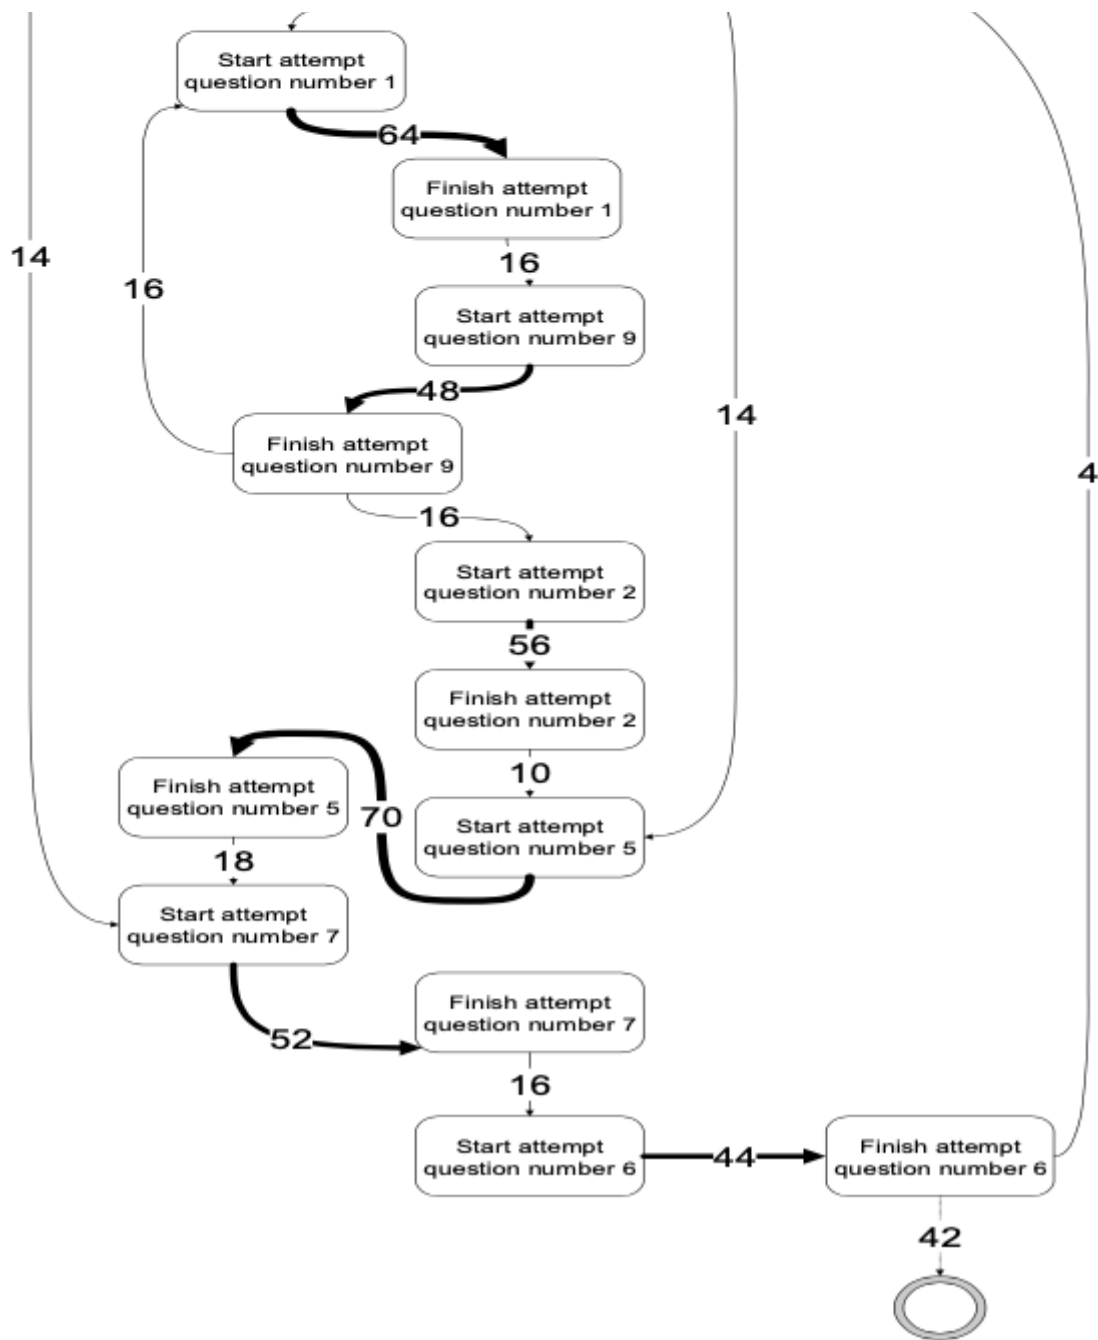 Start attempt
question number 1
64
Finish attempt
question number 1
14
16
16
Start attempt
question number 9
48
14
Finish attempt
question number 9
4
16
Start attempt
question number 2
56
Finish attempt
question number 2
10
Finish attempt
question number 5
70
Start attempt
question number 5
18
Start attempt
question number 7
52
Finish attempt
question number 7
16
Start attempt
question number 6
44
Finish attempt
question number 6
42